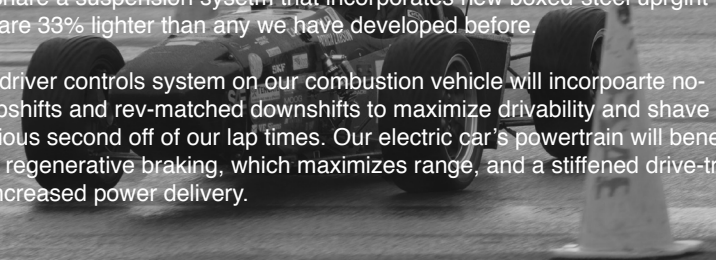 share a suspension sysetm that incorporates new boxed steel upright
are 33% lighter than any we have developed before.
driver controls system on our combustion vehicle will incorpoarte no-
oshifts and rev-matched downshifts to maximize drivability and shave
ious second off of our lap times. Our electric car's powertrain will bene
regenerative braking, which maximizes range, and a stiffened drive-tr
ncreased power delivery.
SKF